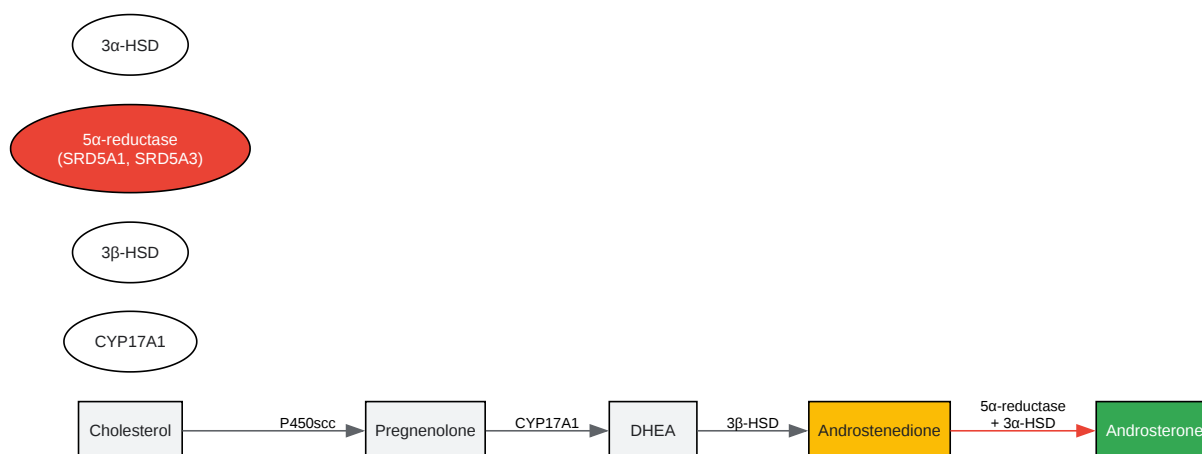 3α-HSD
5α-reductase
(SRD5A1, SRD5A3)
3β-HSD
CYP17A1
Cholesterol
P450scc
Pregnenolone
CYP17A1
DHEA
3β-HSD
Androstenedione
5α-reductase
+ 3α-HSD
Androsterone